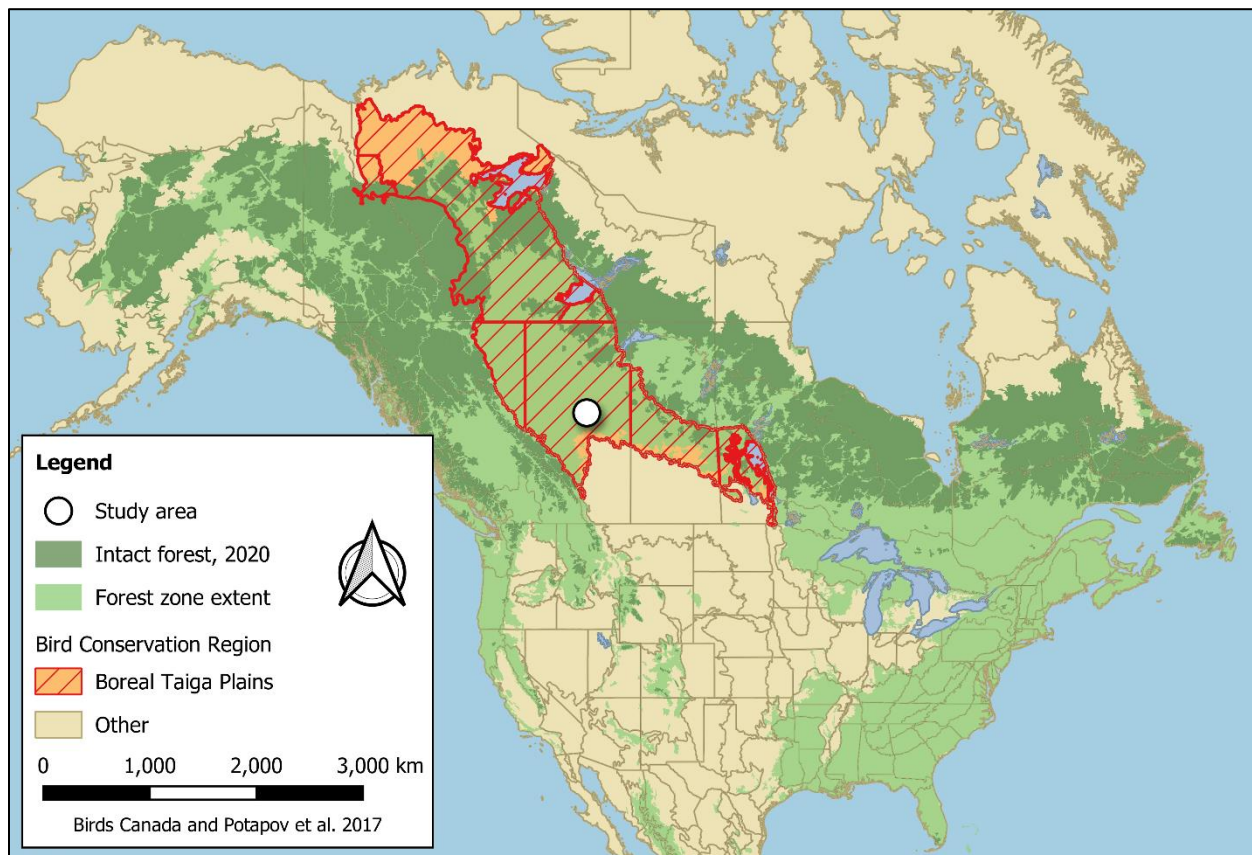 Legend
Study area
Intact forest, 2020
Forest zone extent
Bird Conservation Region
Boreal Taiga Plains
Other
0 1,000 2,000 3,000 km
Birds Canada and Potapov et al. 2017